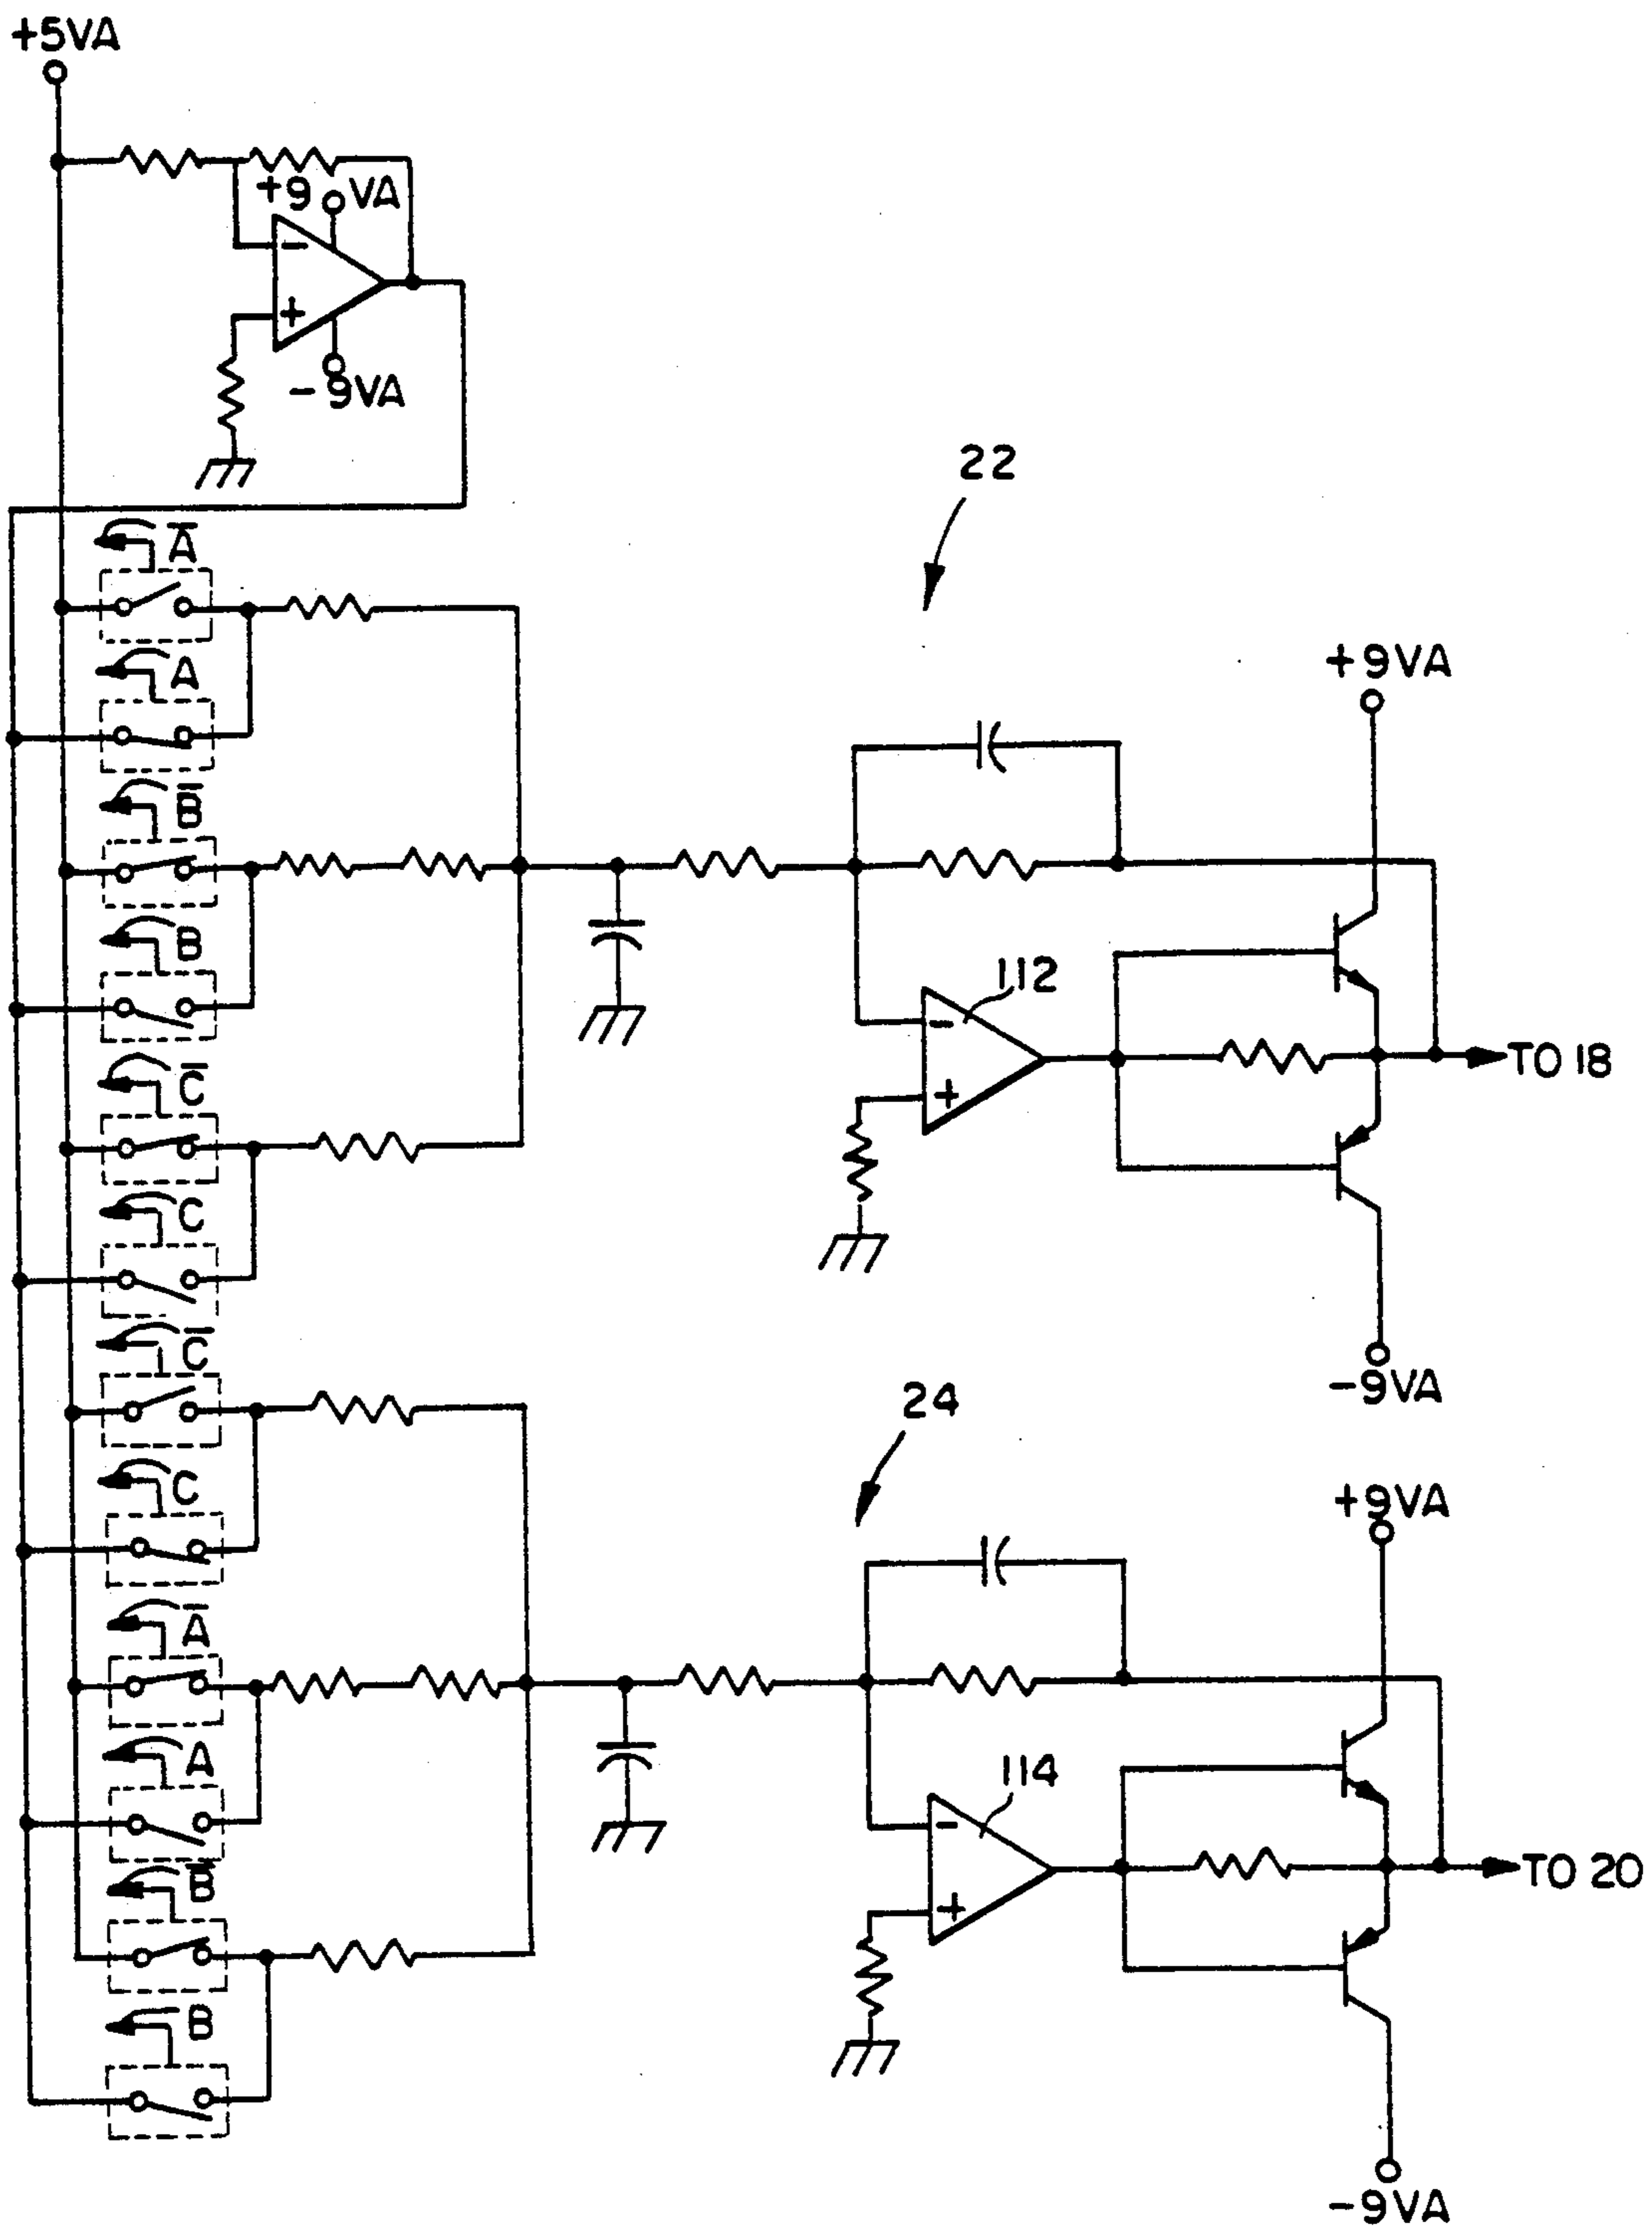 +5VA
+9 VA
-
+
-9VA
22
A̅
A
+9VA
B̅
B
112
-
TO 18
C̅
+
C
C̅
-9VA
24
C
+9VA
A̅
A
114
-
B̅
TO 20
+
B
-9VA